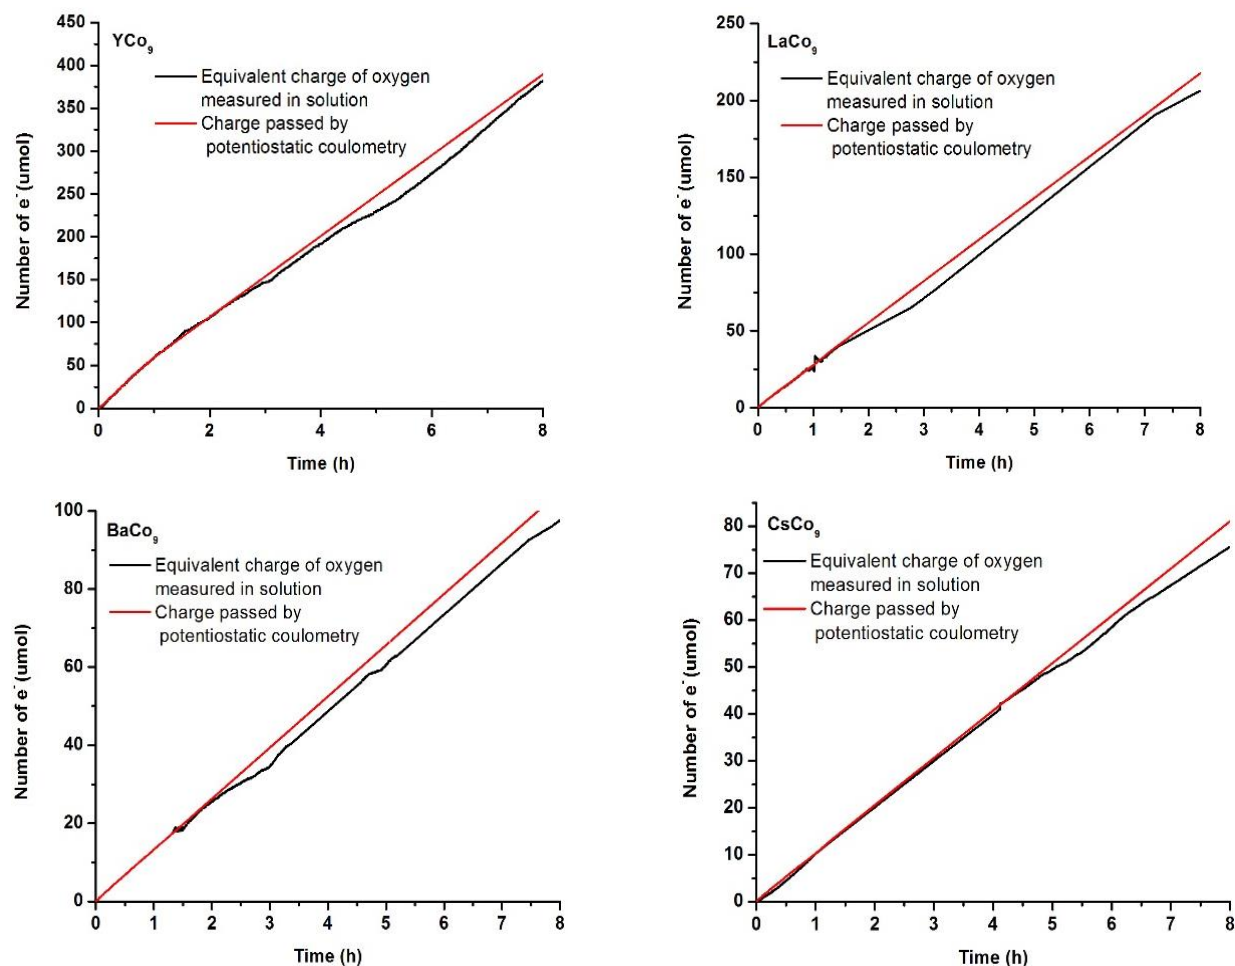 YCo₉
Equivalent charge of oxygen
measured in solution
Charge passed by
potentiostatic coulometry
Number of e⁻ (umol)
450
400
350
300
250
200
150
100
50
0
0 2 4 6 8
Time (h)
LaCo₉
Equivalent charge of oxygen
measured in solution
Charge passed by
potentiostatic coulometry
Number of e⁻ (umol)
250
200
150
100
50
0
0 1 2 3 4 5 6 7 8
Time (h)
BaCo₉
Equivalent charge of oxygen
measured in solution
Charge passed by
potentiostatic coulometry
Number of e⁻ (umol)
100
80
60
40
20
0
0 1 2 3 4 5 6 7 8
Time (h)
CsCo₉
Equivalent charge of oxygen
measured in solution
Charge passed by
potentiostatic coulometry
Number of e⁻ (umol)
80
70
60
50
40
30
20
10
0
0 1 2 3 4 5 6 7 8
Time (h)